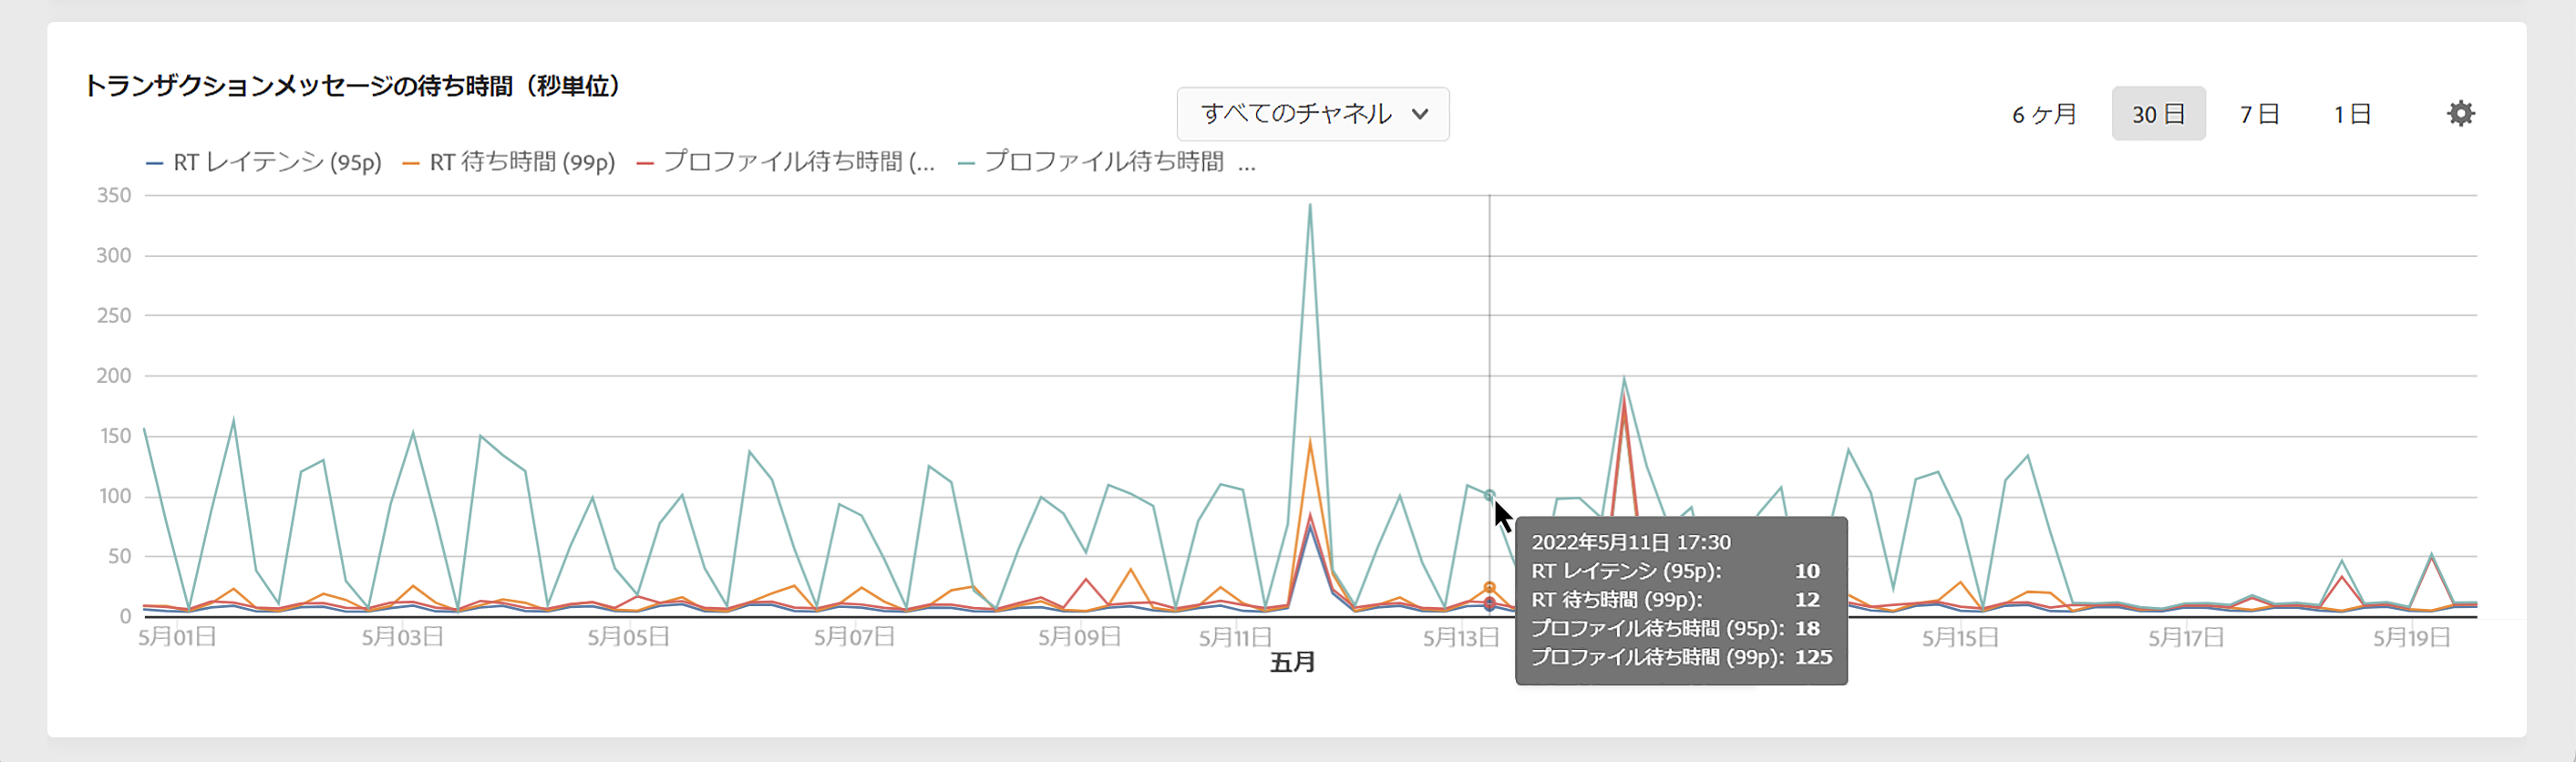 トランザクションメッセージの待ち時間（秒単位）
すべてのチャネル
6 ケ月 30 日 7 日 1 日
RT レイテンシ (95p) RT 待ち時間 (99p) プロファイル待ち時間 (... プロファイル待ち時間 ...
350
300
250
200
150
100
50
0
5月01日 5月03日 5月05日 5月07日 5月09日 5月11日 5月13日 5月15日 5月17日 5月19日
五月
2022年5月11日 17:30
RT レイテンシ (95p): 10
RT 待ち時間 (99p): 12
プロファイル待ち時間 (95p): 18
プロファイル待ち時間 (99p): 125